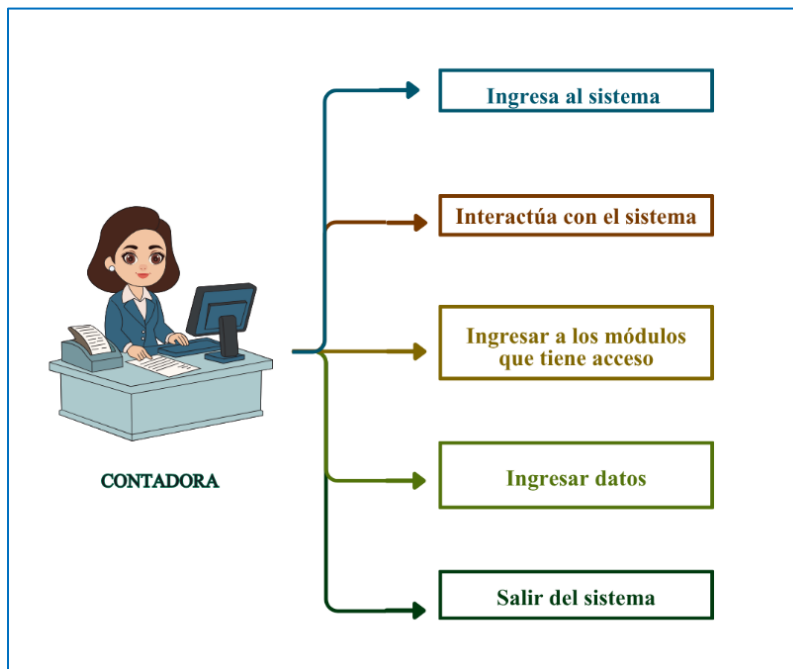 Ingresa al sistema
Interactúa con el sistema
Ingresar a los módulos
que tiene acceso
CONTADORA
Ingresar datos
Salir del sistema